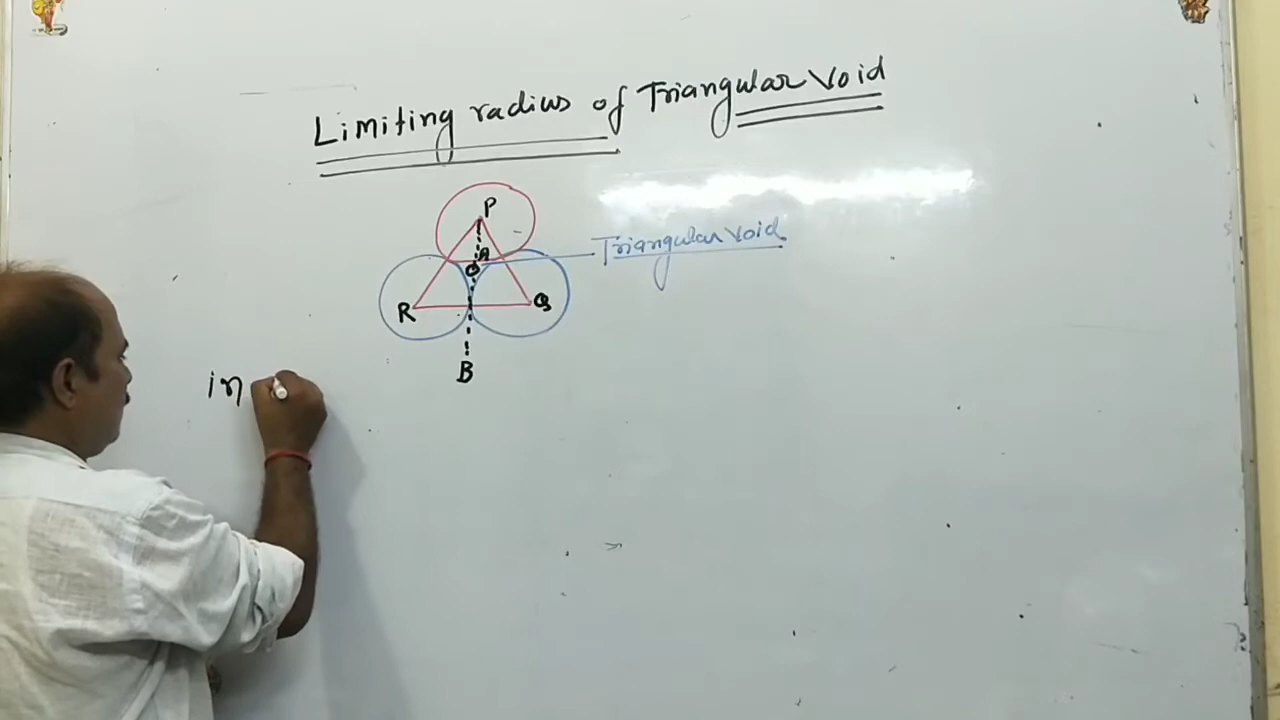 Limiting radius of Triangular Void
P
A
O
Triangular Void
R
Q
B
in